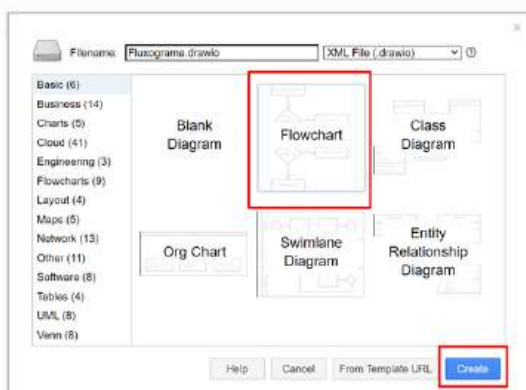 Filename: Fluxograma.drawio XML File (.drawio)
Basic (6)
Business (14)
Charts (5)
Cloud (41)
Engineering (3)
Flowcharts (9)
Layout (4)
Maps (5)
Network (13)
Other (11)
Software (8)
Tables (4)
UML (8)
Venn (8)
Blank
Diagram
Flowchart
Class
Diagram
Org Chart
Swimlane
Diagram
Entity
Relationship
Diagram
Help Cancel From Template URL Create